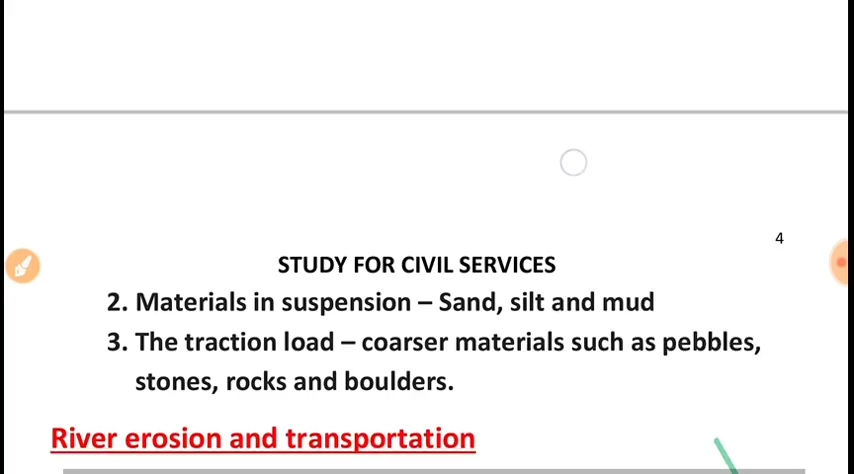 4
STUDY FOR CIVIL SERVICES
2. Materials in suspension – Sand, silt and mud
3. The traction load – coarser materials such as pebbles,
stones, rocks and boulders.
River erosion and transportation